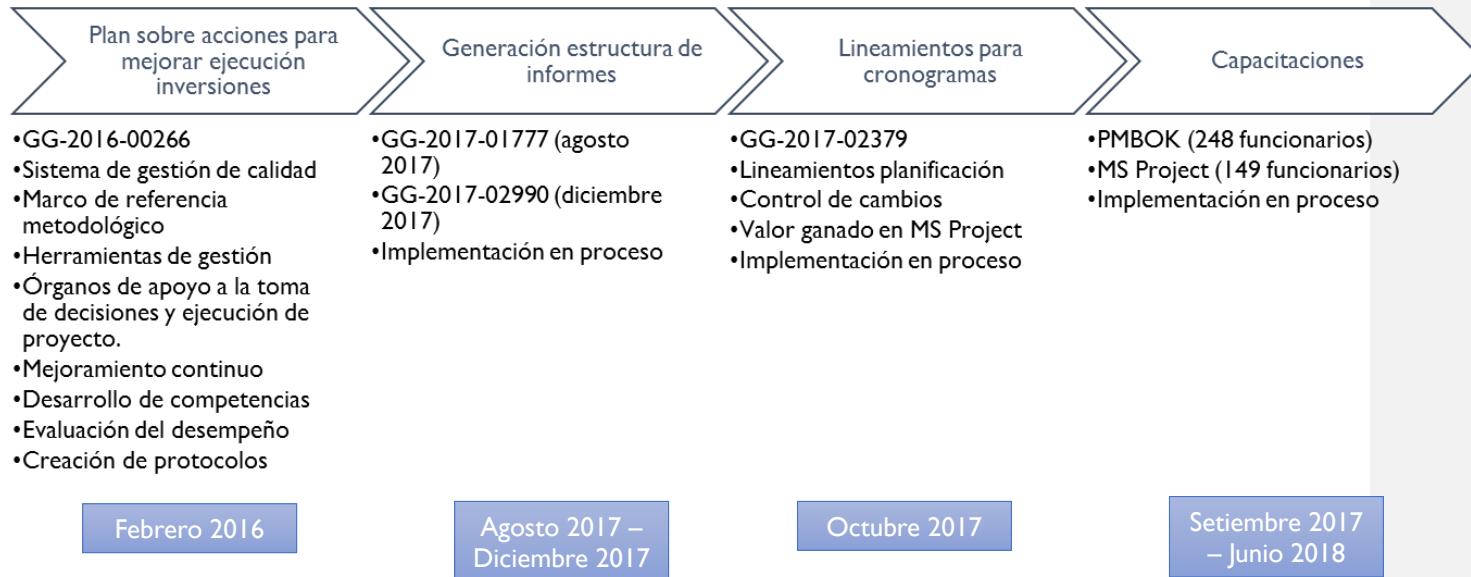 Plan sobre acciones para
mejorar ejecución
inversiones
•GG-2016-00266
•Sistema de gestión de calidad
•Marco de referencia
metodológico
•Herramientas de gestión
•Órganos de apoyo a la toma
de decisiones y ejecución de
proyecto.
•Mejoramiento continuo
•Desarrollo de competencias
•Evaluación del desempeño
•Creación de protocolos
Febrero 2016
Generación estructura de
informes
•GG-2017-01777 (agosto
2017)
•GG-2017-02990 (diciembre
2017)
•Implementación en proceso
Agosto 2017 –
Diciembre 2017
Lineamientos para
cronogramas
•GG-2017-02379
•Lineamientos planificación
•Control de cambios
•Valor ganado en MS Project
•Implementación en proceso
Octubre 2017
Capacitaciones
•PMBOK (248 funcionarios)
•MS Project (149 funcionarios)
•Implementación en proceso
Setiembre 2017
– Junio 2018